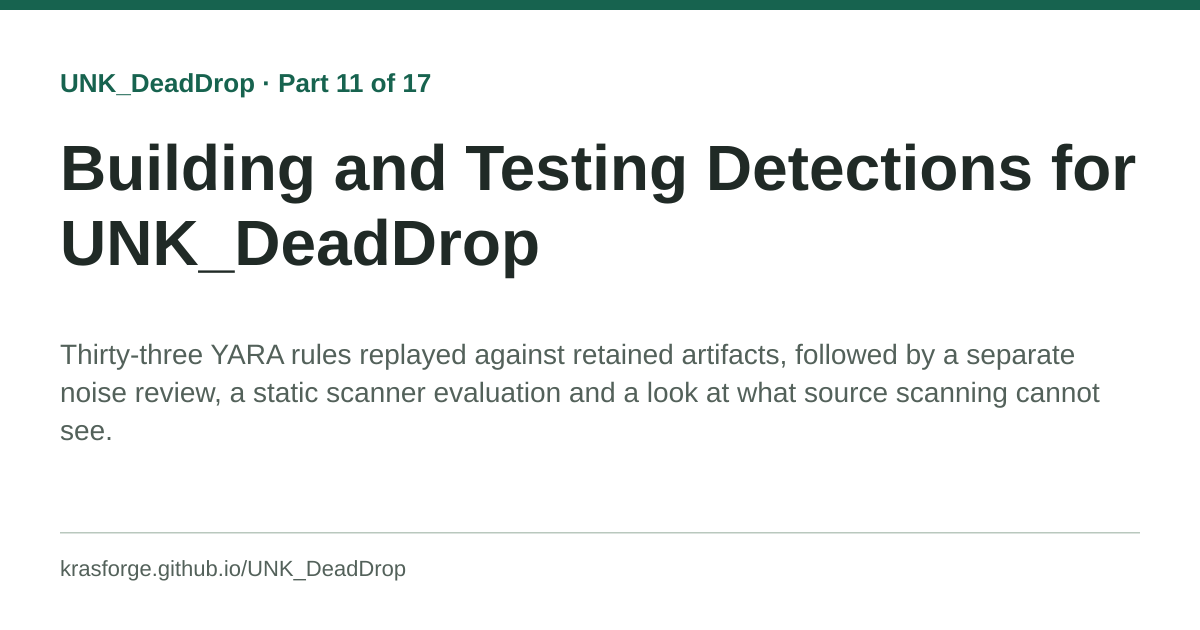 UNK_DeadDrop · Part 11 of 17
Building and Testing Detections for
UNK_DeadDrop
Thirty-three YARA rules replayed against retained artifacts, followed by a separate
noise review, a static scanner evaluation and a look at what source scanning cannot
see.
krasforge.github.io/UNK_DeadDrop